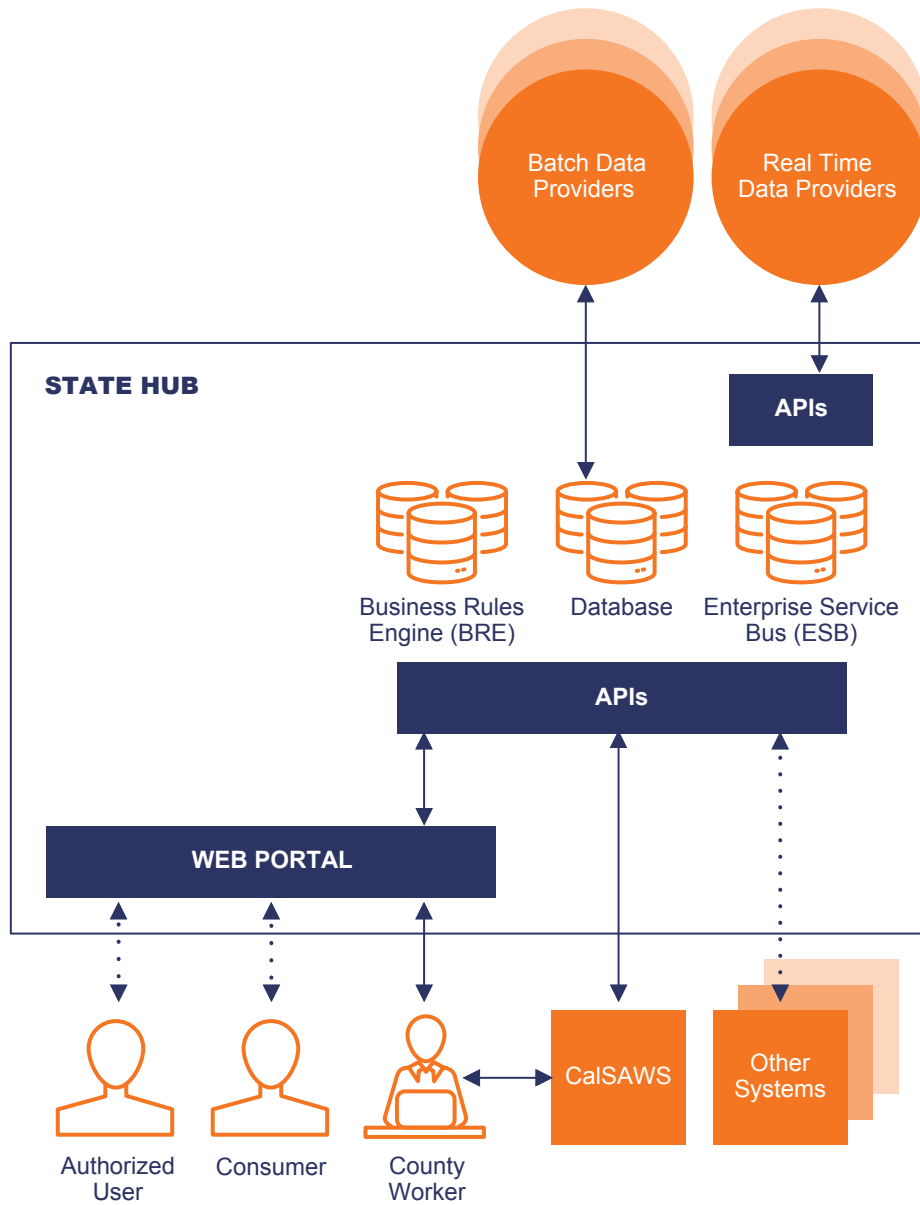 Batch Data
Providers
Real Time
Data Providers
STATE HUB
APIs
Business Rules
Engine (BRE)
Database
Enterprise Service
Bus (ESB)
APIs
WEB PORTAL
CalSAWS
Other
Systems
Authorized
User
Consumer
County
Worker